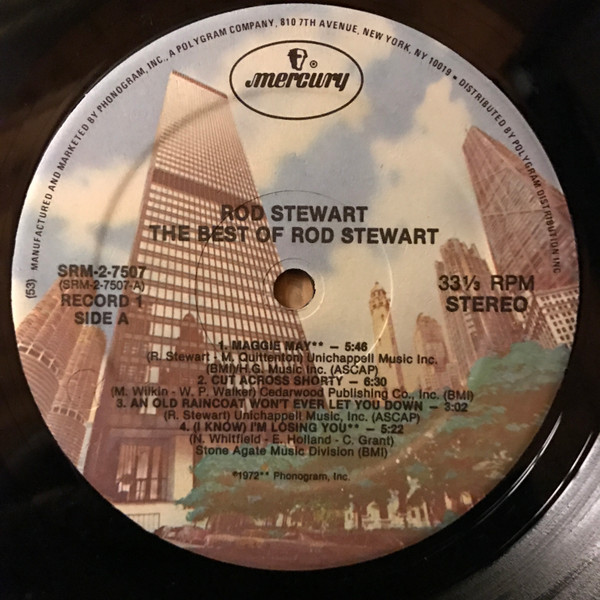 MANUFACTURED AND MARKETED BY PHONOGRAM, INC., A POLYGRAM COMPANY, 810 7TH AVENUE, NEW YORK, NY 10019 • DISTRIBUTED BY POLYGRAM DISTRIBUTION INC
®
mercury
ROD STEWART
THE BEST OF ROD STEWART
(53)
SRM-2-7507
(SRM-2-7507-A)
RECORD 1
SIDE A
33⅓ RPM
STEREO
1. MAGGIE MAY** — 5:46
(R. Stewart - M. Quittenton) Unichappell Music Inc.
(BMI)/H.G. Music Inc. (ASCAP)
2. CUT ACROSS SHORTY — 6:30
(M. Wilkin - W. P. Walker) Cedarwood Publishing Co., Inc. (BMI)
3. AN OLD RAINCOAT WON'T EVER LET YOU DOWN — 3:02
(R. Stewart) Unichappell Music, Inc. (ASCAP)
4. (I KNOW) I'M LOSING YOU** — 5:22
(N. Whitfield - E. Holland - C. Grant)
Stone Agate Music Division (BMI)
℗1972** Phonogram, Inc.